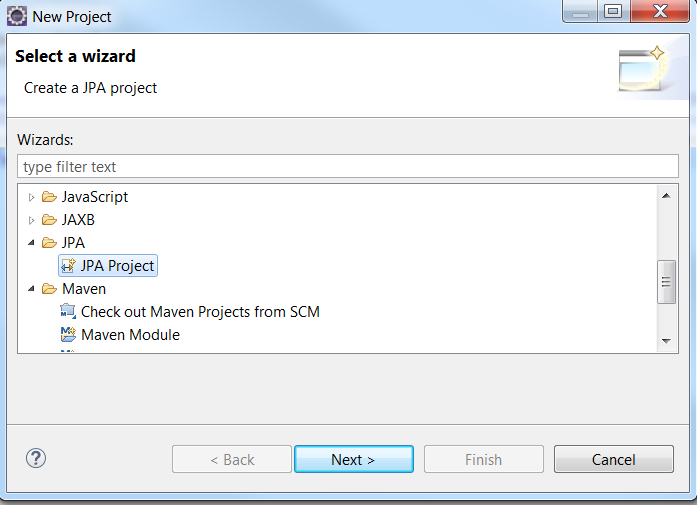 New Project
Select a wizard
Create a JPA project
Wizards:
type filter text
JavaScript
JAXB
JPA
JPA Project
Maven
Check out Maven Projects from SCM
Maven Module
?
< Back
Next >
Finish
Cancel